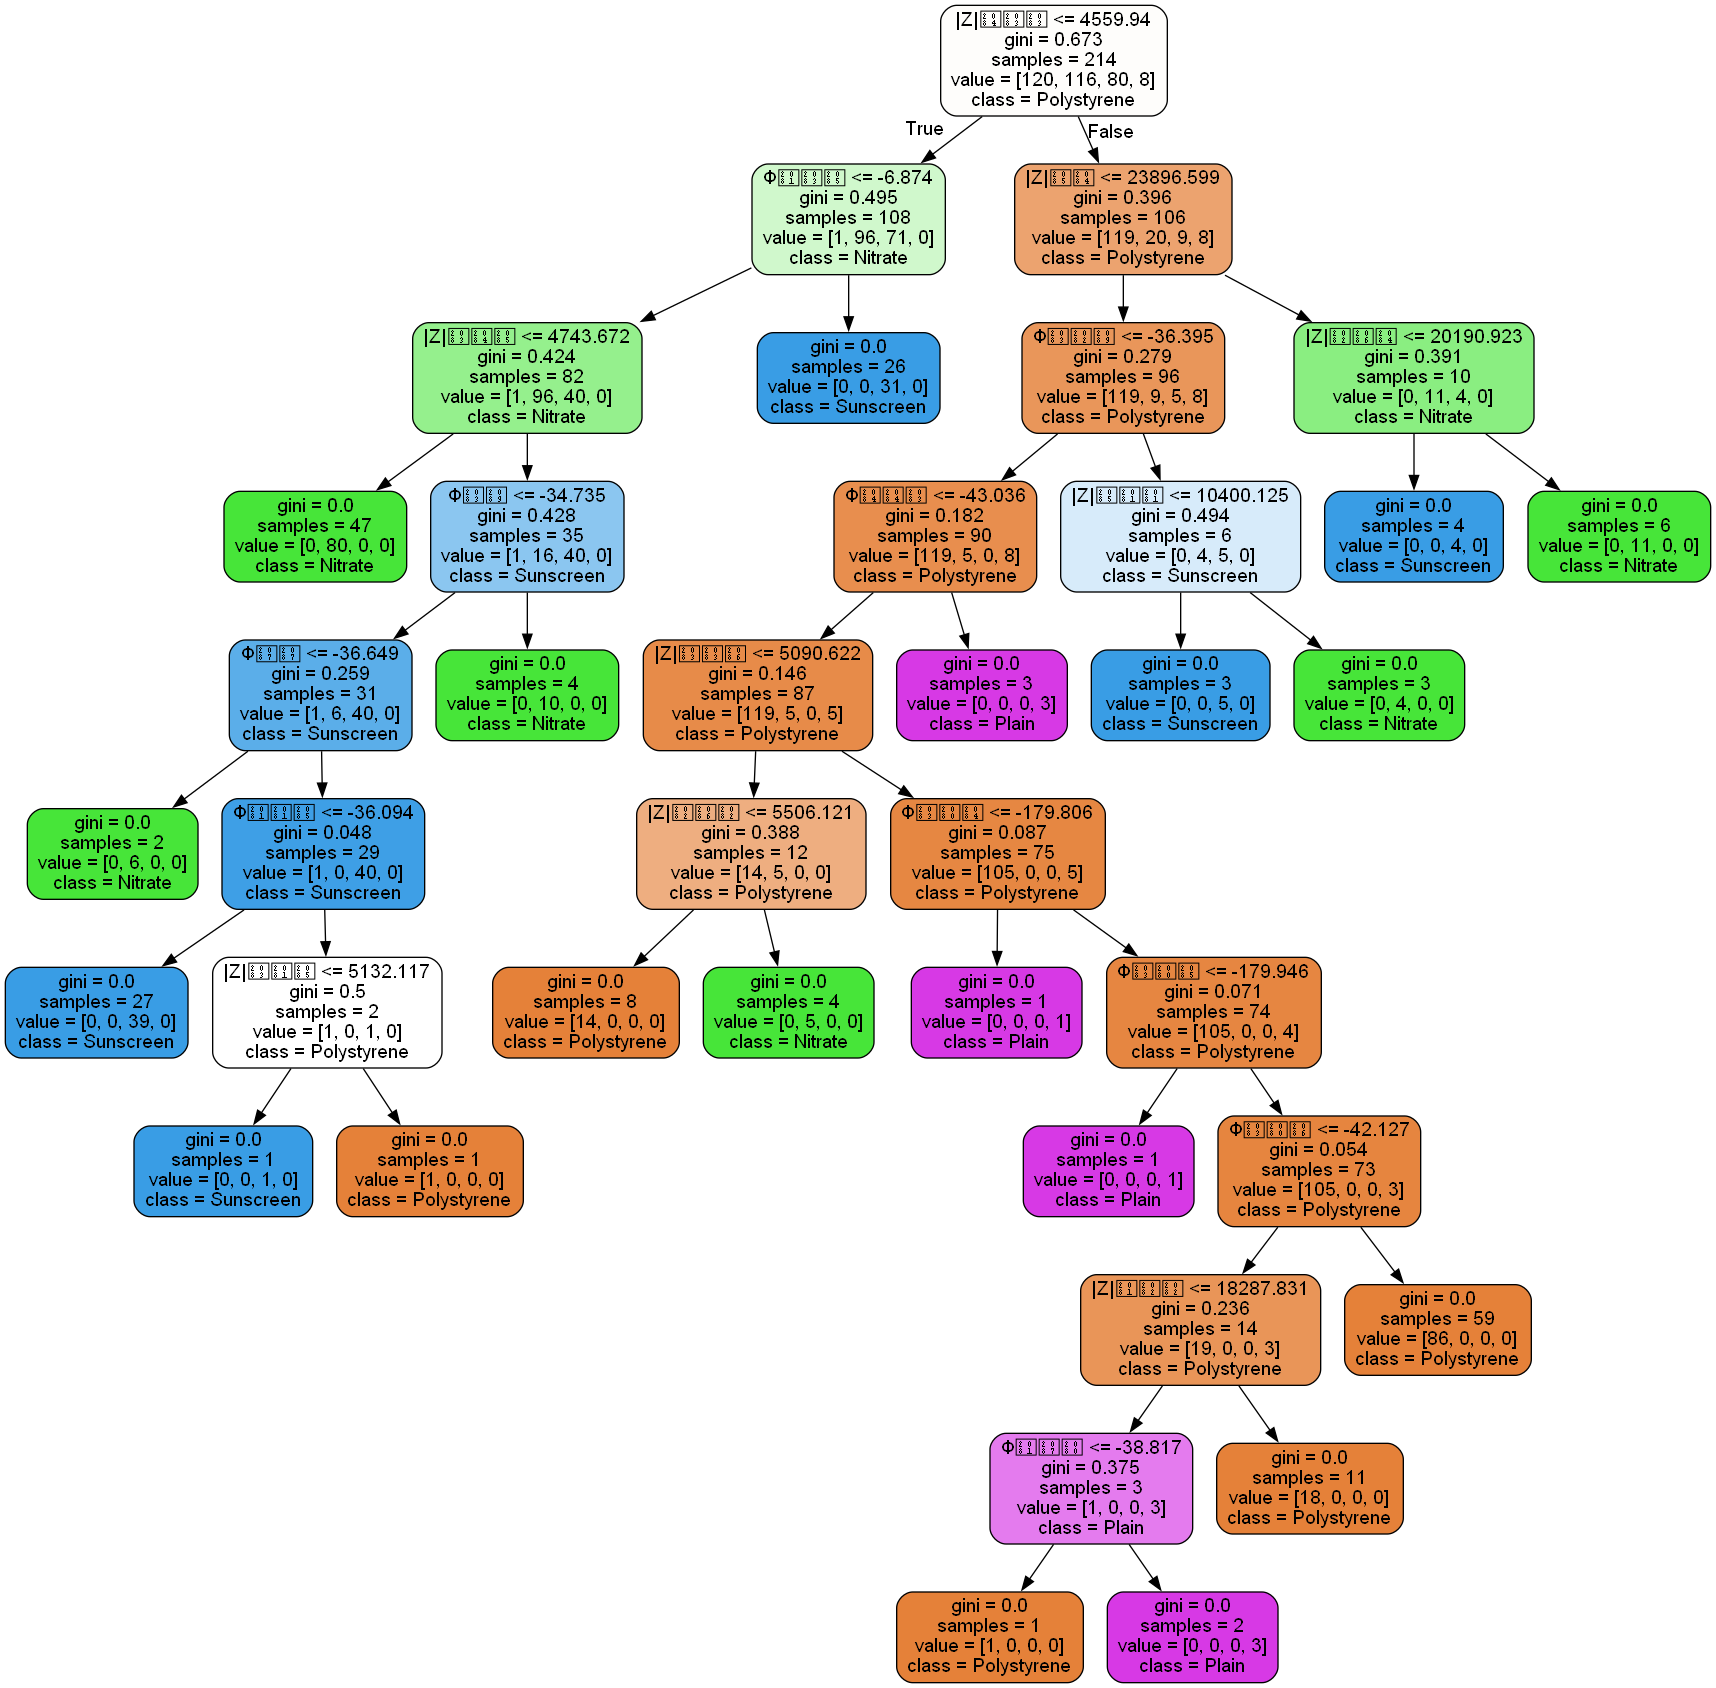 |Z| <= 4559.94
gini = 0.673
samples = 214
value = [120, 116, 80, 8]
class = Polystyrene
True
False
Φ <= -6.874
gini = 0.495
samples = 108
value = [1, 96, 71, 0]
class = Nitrate
|Z| <= 23896.599
gini = 0.396
samples = 106
value = [119, 20, 9, 8]
class = Polystyrene
|Z| <= 4743.672
gini = 0.424
samples = 82
value = [1, 96, 40, 0]
class = Nitrate
gini = 0.0
samples = 26
value = [0, 0, 31, 0]
class = Sunscreen
Φ <= -36.395
gini = 0.279
samples = 96
value = [119, 9, 5, 8]
class = Polystyrene
|Z| <= 20190.923
gini = 0.391
samples = 10
value = [0, 11, 4, 0]
class = Nitrate
gini = 0.0
samples = 47
value = [0, 80, 0, 0]
class = Nitrate
Φ <= -34.735
gini = 0.428
samples = 35
value = [1, 16, 40, 0]
class = Sunscreen
Φ <= -43.036
gini = 0.182
samples = 90
value = [119, 5, 0, 8]
class = Polystyrene
|Z| <= 10400.125
gini = 0.494
samples = 6
value = [0, 4, 5, 0]
class = Sunscreen
gini = 0.0
samples = 4
value = [0, 0, 4, 0]
class = Sunscreen
gini = 0.0
samples = 6
value = [0, 11, 0, 0]
class = Nitrate
Φ <= -36.649
gini = 0.259
samples = 31
value = [1, 6, 40, 0]
class = Sunscreen
gini = 0.0
samples = 4
value = [0, 10, 0, 0]
class = Nitrate
|Z| <= 5090.622
gini = 0.146
samples = 87
value = [119, 5, 0, 5]
class = Polystyrene
gini = 0.0
samples = 3
value = [0, 0, 0, 3]
class = Plain
gini = 0.0
samples = 3
value = [0, 0, 5, 0]
class = Sunscreen
gini = 0.0
samples = 3
value = [0, 4, 0, 0]
class = Nitrate
gini = 0.0
samples = 2
value = [0, 6, 0, 0]
class = Nitrate
Φ <= -36.094
gini = 0.048
samples = 29
value = [1, 0, 40, 0]
class = Sunscreen
|Z| <= 5506.121
gini = 0.388
samples = 12
value = [14, 5, 0, 0]
class = Polystyrene
Φ <= -179.806
gini = 0.087
samples = 75
value = [105, 0, 0, 5]
class = Polystyrene
gini = 0.0
samples = 27
value = [0, 0, 39, 0]
class = Sunscreen
|Z| <= 5132.117
gini = 0.5
samples = 2
value = [1, 0, 1, 0]
class = Polystyrene
gini = 0.0
samples = 8
value = [14, 0, 0, 0]
class = Polystyrene
gini = 0.0
samples = 4
value = [0, 5, 0, 0]
class = Nitrate
gini = 0.0
samples = 1
value = [0, 0, 0, 1]
class = Plain
Φ <= -179.946
gini = 0.071
samples = 74
value = [105, 0, 0, 4]
class = Polystyrene
gini = 0.0
samples = 1
value = [0, 0, 1, 0]
class = Sunscreen
gini = 0.0
samples = 1
value = [1, 0, 0, 0]
class = Polystyrene
gini = 0.0
samples = 1
value = [0, 0, 0, 1]
class = Plain
Φ <= -42.127
gini = 0.054
samples = 73
value = [105, 0, 0, 3]
class = Polystyrene
|Z| <= 18287.831
gini = 0.236
samples = 14
value = [19, 0, 0, 3]
class = Polystyrene
gini = 0.0
samples = 59
value = [86, 0, 0, 0]
class = Polystyrene
Φ <= -38.817
gini = 0.375
samples = 3
value = [1, 0, 0, 3]
class = Plain
gini = 0.0
samples = 11
value = [18, 0, 0, 0]
class = Polystyrene
gini = 0.0
samples = 1
value = [1, 0, 0, 0]
class = Polystyrene
gini = 0.0
samples = 2
value = [0, 0, 0, 3]
class = Plain